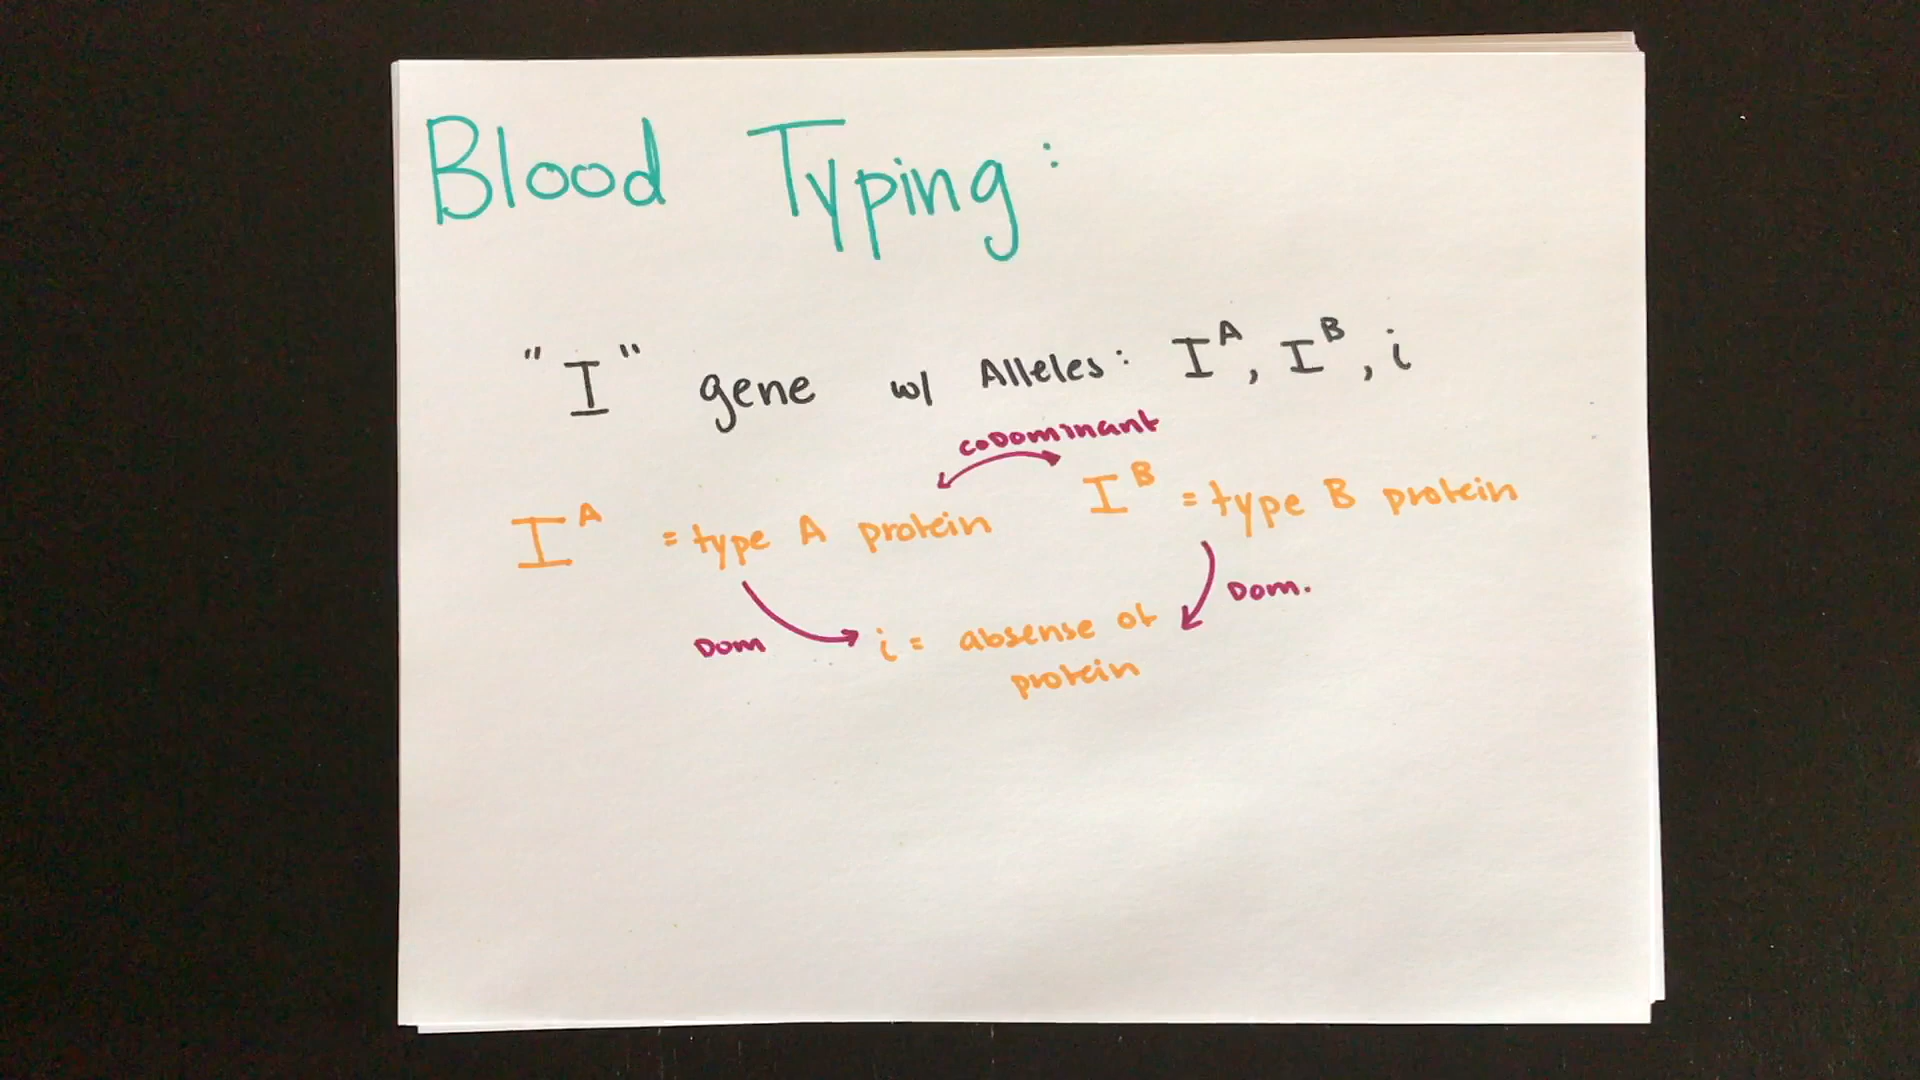 Blood Typing:
"I" gene w/ Alleles: I^A, I^B, i
coDominant
I^A = type A protein
I^B = type B protein
Dom
Dom.
i = absense of
protein